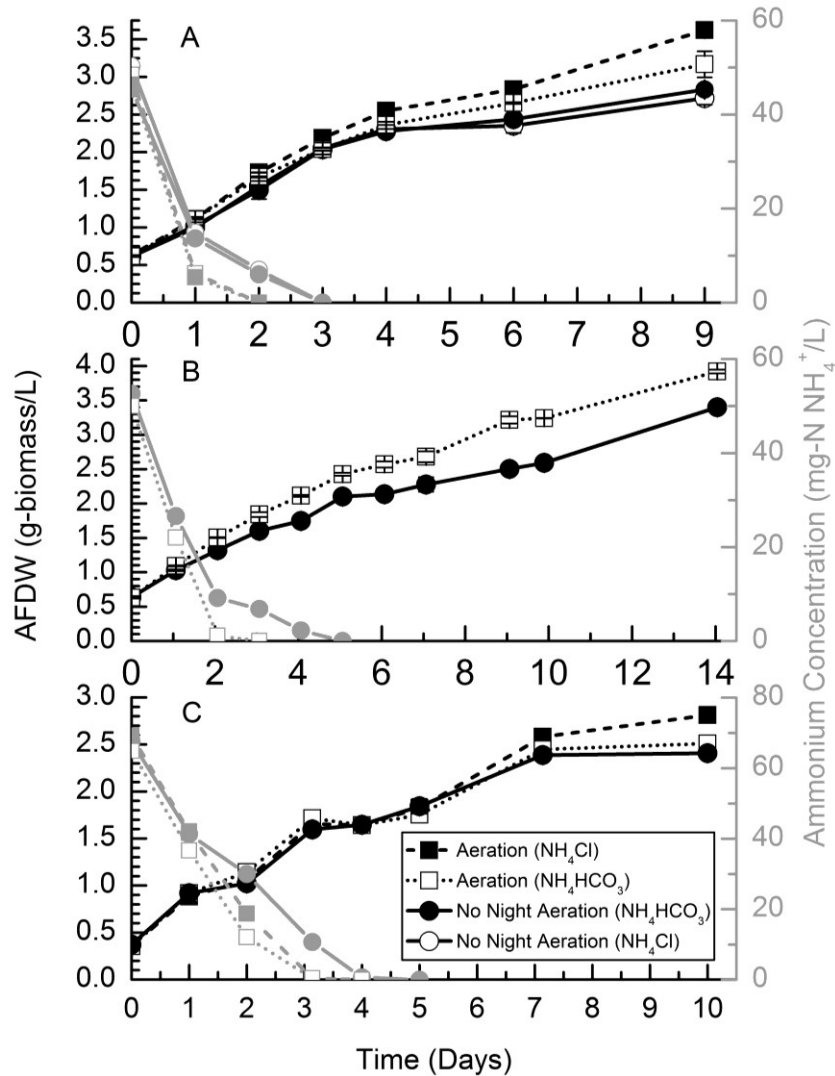 A
3.5
3.0
2.5
2.0
1.5
1.0
0.5
0.0
60
40
20
0
0 1 2 3 4 5 6 7 8 9
B
4.0
3.5
3.0
2.5
2.0
1.5
1.0
0.5
0.0
60
40
20
0
0 2 4 6 8 10 12 14
C
3.0
2.5
2.0
1.5
1.0
0.5
0.0
80
60
40
20
0
0 1 2 3 4 5 6 7 8 9 10
Aeration (NH₄Cl)
Aeration (NH₄HCO₃)
No Night Aeration (NH₄HCO₃)
No Night Aeration (NH₄Cl)
AFDW (g-biomass/L)
Ammonium Concentration (mg-N NH₄⁺/L)
Time (Days)